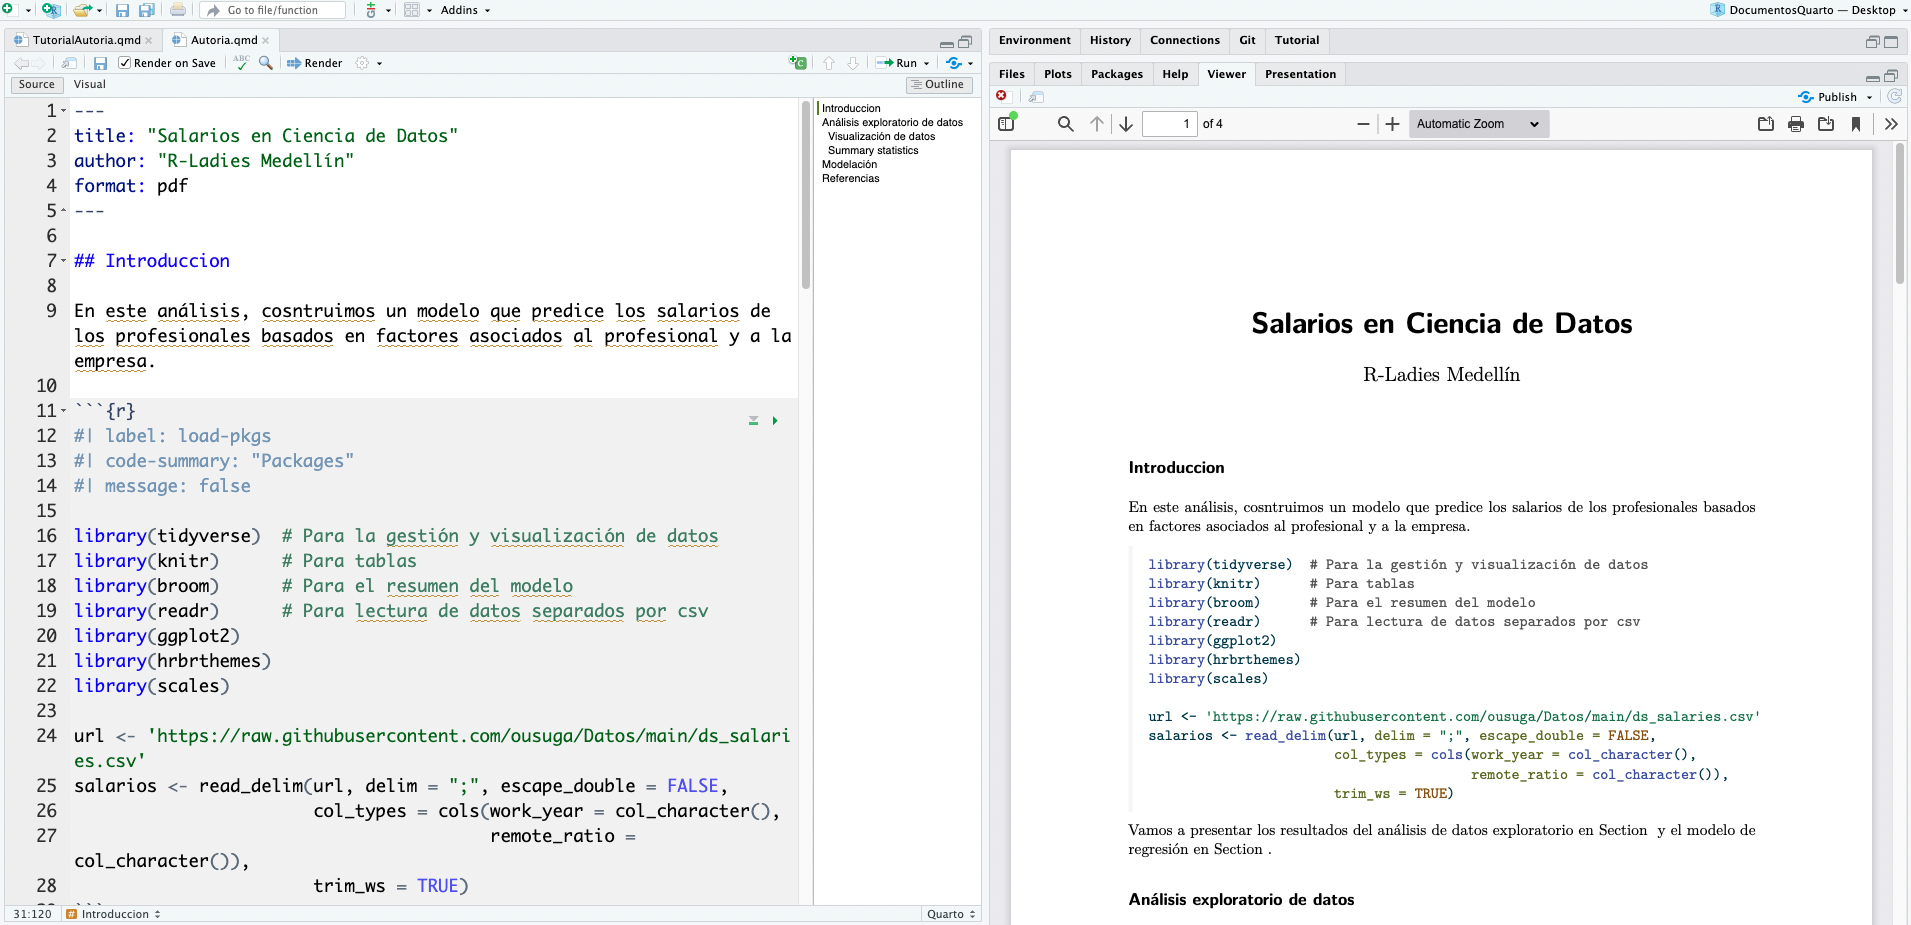 Go to file/function
Addins
DocumentosQuarto — Desktop
TutorialAutoria.qmd
Autoria.qmd
Render on Save
ABC
Render
Run
Source
Visual
Outline
1 ---
2 title: "Salarios en Ciencia de Datos"
3 author: "R-Ladies Medellín"
4 format: pdf
5 ---
6
7 ## Introduccion
8
9 En este análisis, cosntruimos un modelo que predice los salarios de
los profesionales basados en factores asociados al profesional y a la
empresa.
10
11 ```{r}
12 #| label: load-pkgs
13 #| code-summary: "Packages"
14 #| message: false
15
16 library(tidyverse)  # Para la gestión y visualización de datos
17 library(knitr)      # Para tablas
18 library(broom)      # Para el resumen del modelo
19 library(readr)      # Para lectura de datos separados por csv
20 library(ggplot2)
21 library(hrbrthemes)
22 library(scales)
23
24 url <- 'https://raw.githubusercontent.com/ousuga/Datos/main/ds_salari
es.csv'
25 salarios <- read_delim(url, delim = ";", escape_double = FALSE,
26 col_types = cols(work_year = col_character(),
27 remote_ratio =
col_character()),
28 trim_ws = TRUE)
31:120
Introduccion
Quarto
Introduccion
Análisis exploratorio de datos
Visualización de datos
Summary statistics
Modelación
Referencias
Environment
History
Connections
Git
Tutorial
Files
Plots
Packages
Help
Viewer
Presentation
Publish
1 of 4
Automatic Zoom
Salarios en Ciencia de Datos
R-Ladies Medellín
Introduccion
En este análisis, cosntruimos un modelo que predice los salarios de los profesionales basados
en factores asociados al profesional y a la empresa.
library(tidyverse)  # Para la gestión y visualización de datos
library(knitr)      # Para tablas
library(broom)      # Para el resumen del modelo
library(readr)      # Para lectura de datos separados por csv
library(ggplot2)
library(hrbrthemes)
library(scales)
url <- 'https://raw.githubusercontent.com/ousuga/Datos/main/ds_salaries.csv'
salarios <- read_delim(url, delim = ";", escape_double = FALSE,
col_types = cols(work_year = col_character(),
remote_ratio = col_character()),
trim_ws = TRUE)
Vamos a presentar los resultados del análisis de datos exploratorio en Section  y el modelo de
regresión en Section .
Análisis exploratorio de datos